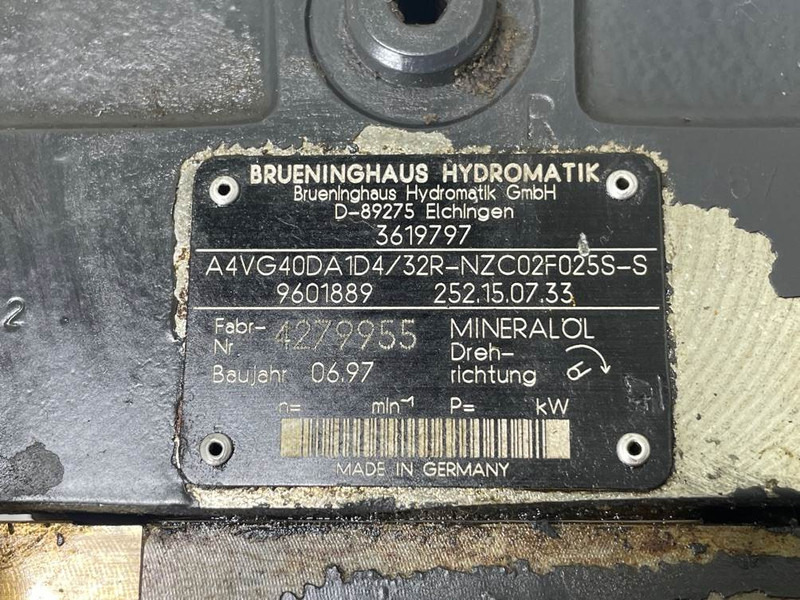 R
BRUENINGHAUS HYDROMATIK
Brueninghaus Hydromatik GmbH
D-89275 Elchingen
3619797
A4VG40DA1D4/32R-NZC02F025S-S
9601889 252.15.07.33
Fabr-Nr. 4279955 MINERALÖL
Baujahr 06.97 Dreh-richtung
n= min⁻¹ P= kW
MADE IN GERMANY
2